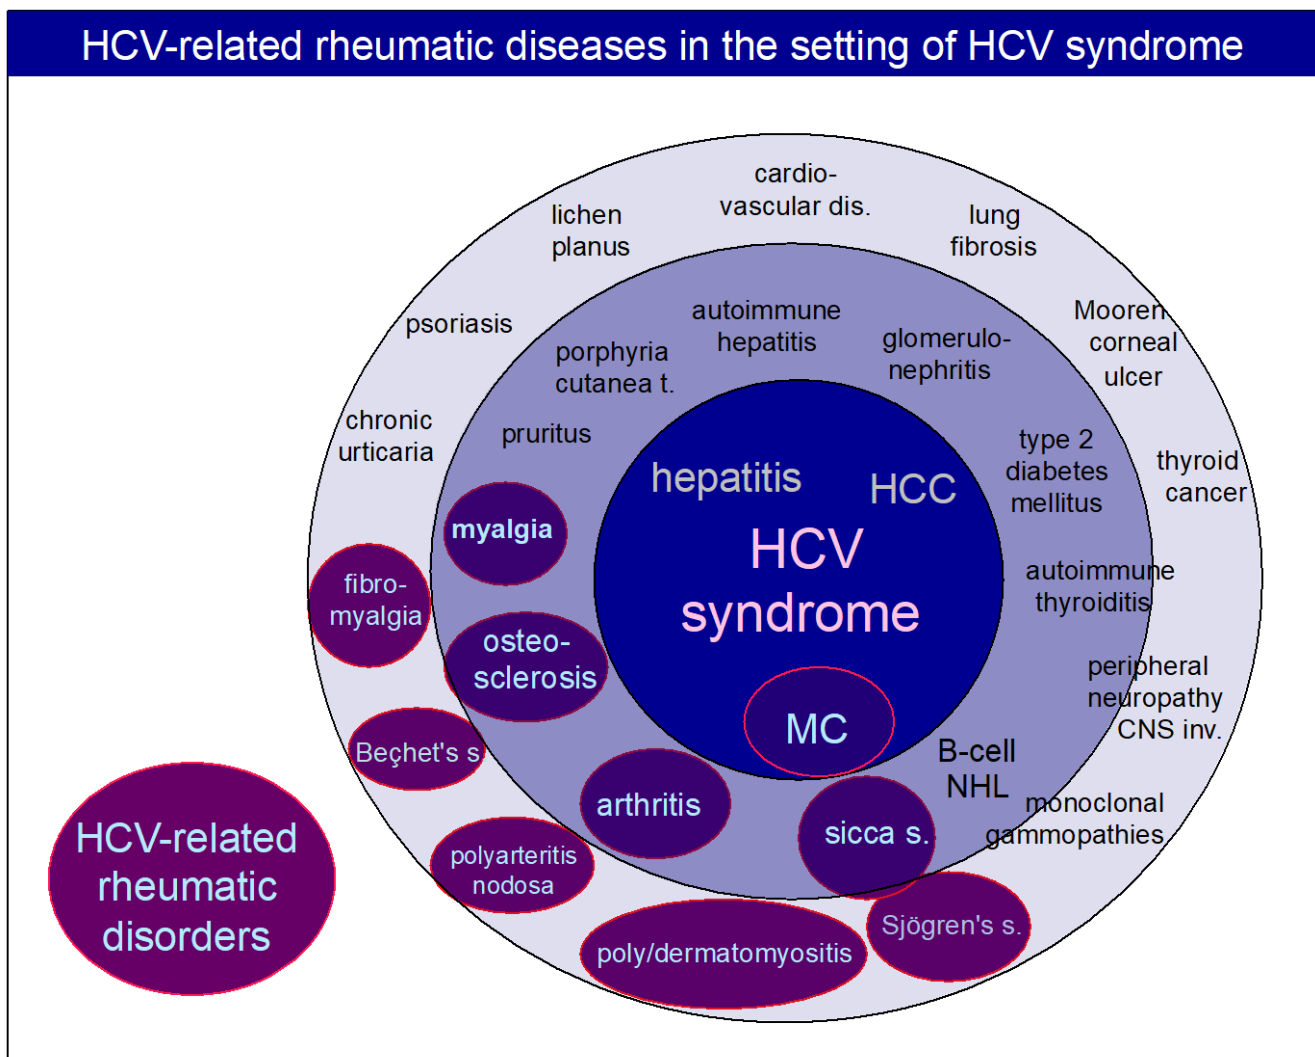 HCV-related rheumatic diseases in the setting of HCV syndrome
cardio-
vascular dis.
lichen
planus
lung
fibrosis
psoriasis
Mooren
corneal
ulcer
autoimmune
hepatitis
glomerulo-
nephritis
porphyria
cutanea t.
chronic
urticaria
pruritus
type 2
diabetes
mellitus
thyroid
cancer
hepatitis
HCC
HCV
syndrome
myalgia
fibro-
myalgia
autoimmune
thyroiditis
osteo-
sclerosis
peripheral
neuropathy
CNS inv.
MC
Beçhet's s
B-cell
NHL
arthritis
sicca s.
monoclonal
gammopathies
polyarteritis
nodosa
poly/dermatomyositis
Sjögren's s.
HCV-related
rheumatic
disorders